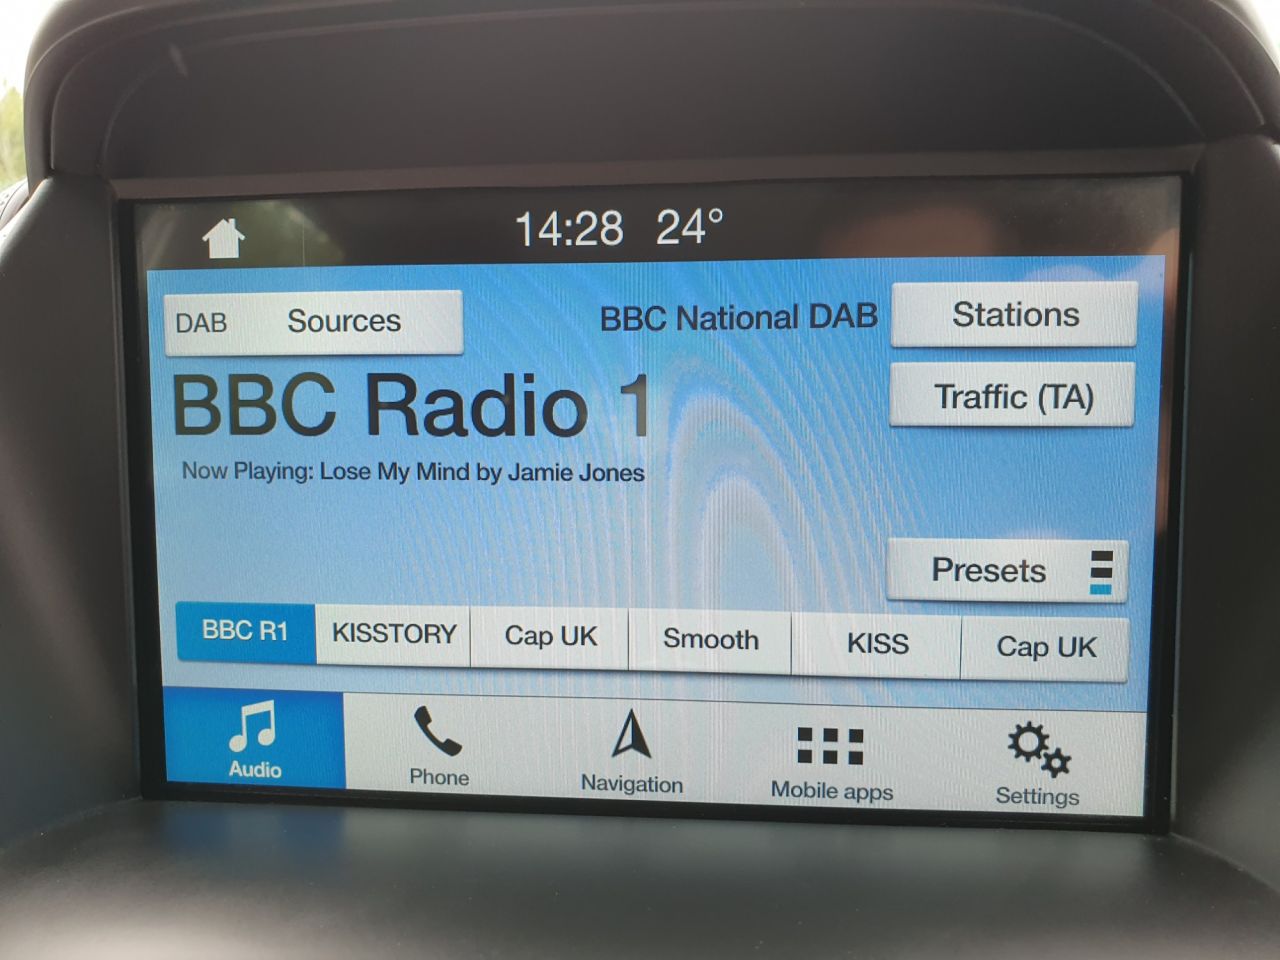 14:28 24°
DAB Sources
BBC National DAB
Stations
BBC Radio 1
Traffic (TA)
Now Playing: Lose My Mind by Jamie Jones
Presets
BBC R1 KISSTORY Cap UK Smooth KISS Cap UK
Audio Phone Navigation Mobile apps Settings